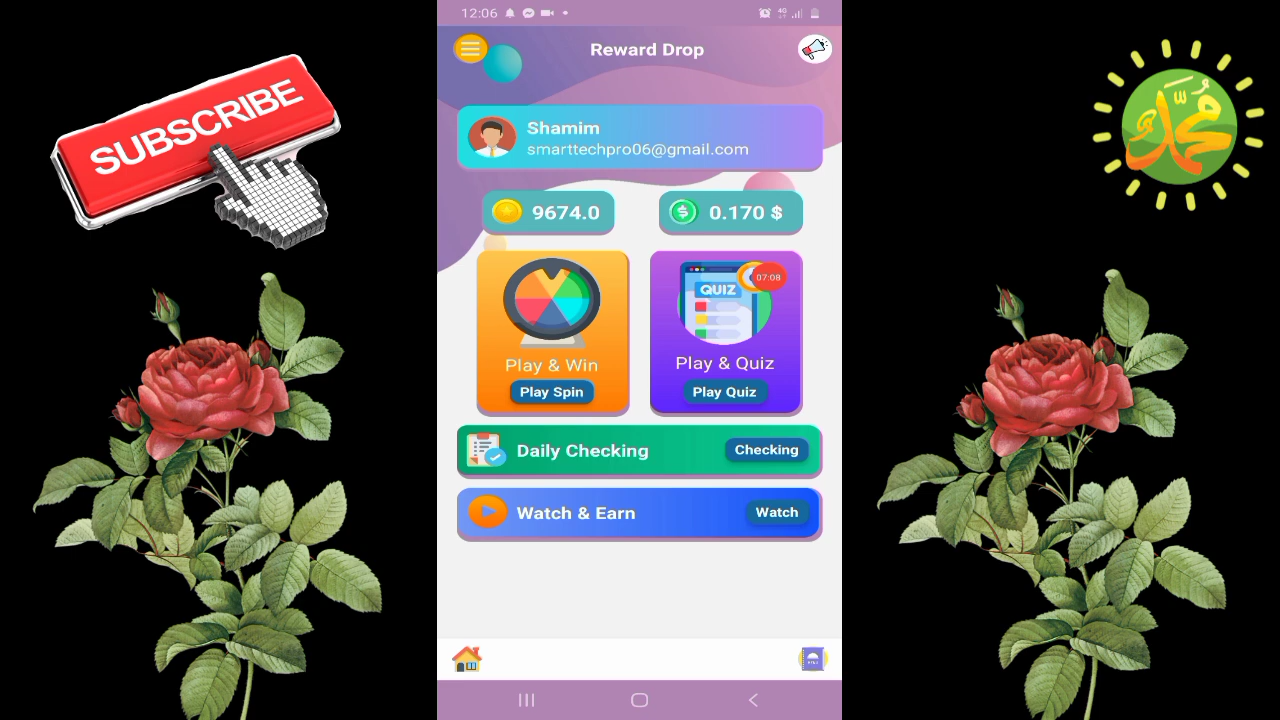 SUBSCRIBE
محمد
12:06
4G
Reward Drop
Shamim
smarttechpro06@gmail.com
9674.0
0.170 $
QUIZ
07:08
Play & Win
Play Spin
Play & Quiz
Play Quiz
Daily Checking
Checking
Watch & Earn
Watch